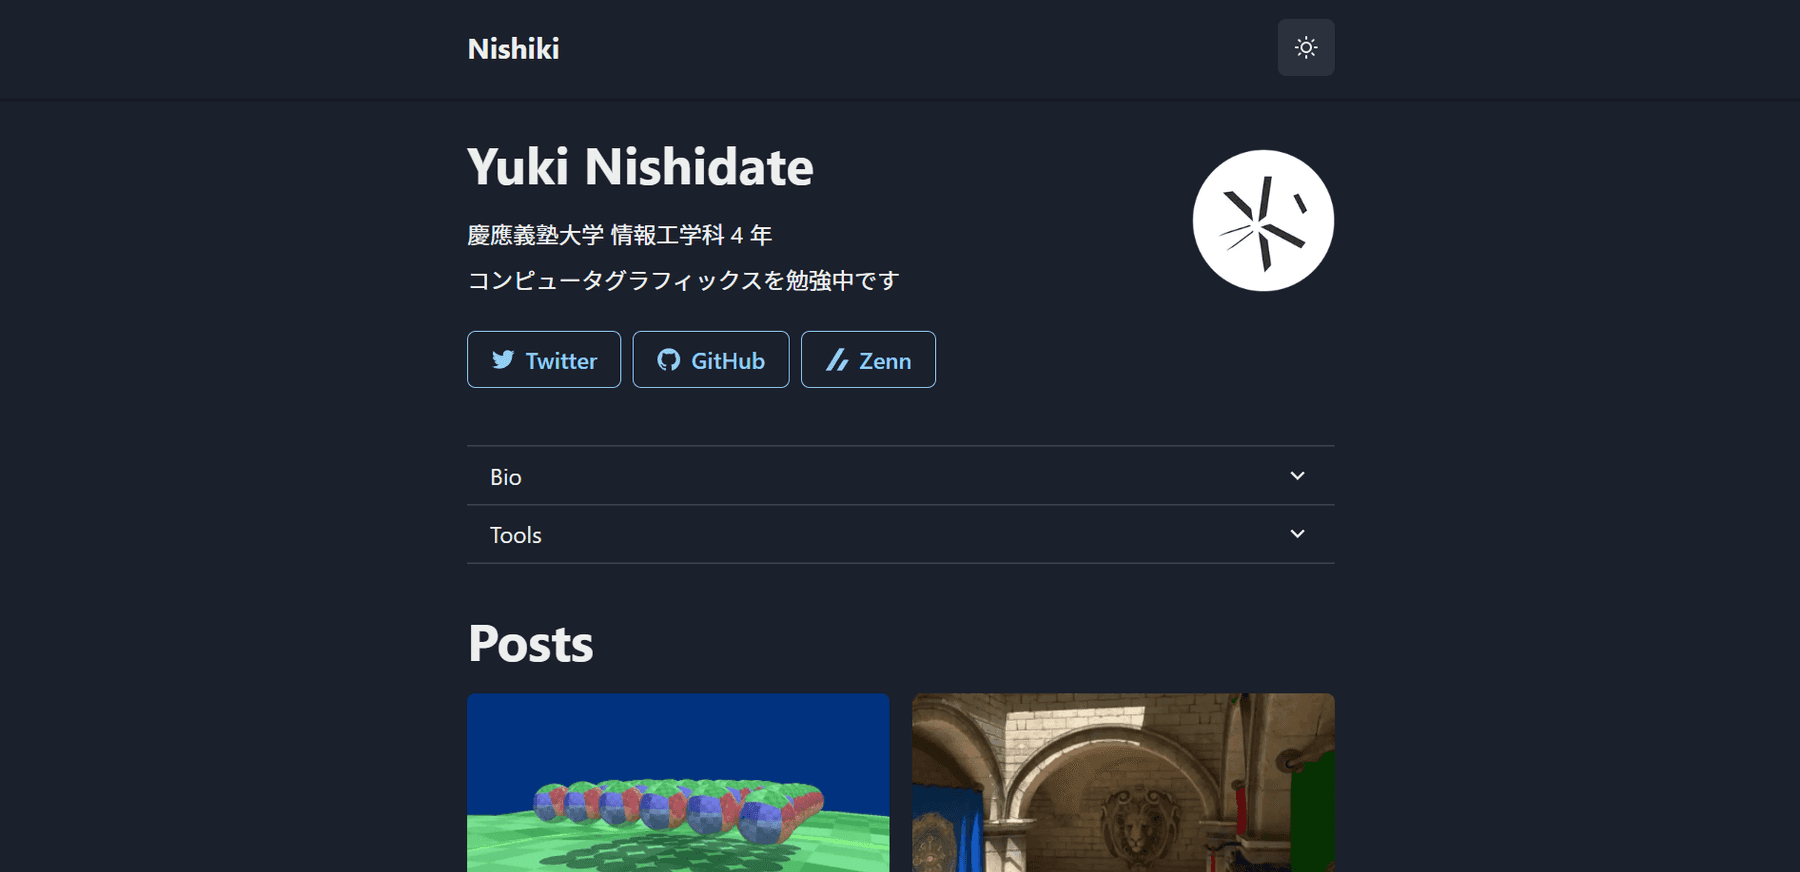 Nishiki
Yuki Nishidate
慶應義塾大学 情報工学科 4 年
コンピュータグラフィックスを勉強中です
Twitter
GitHub
Zenn
Bio
Tools
Posts